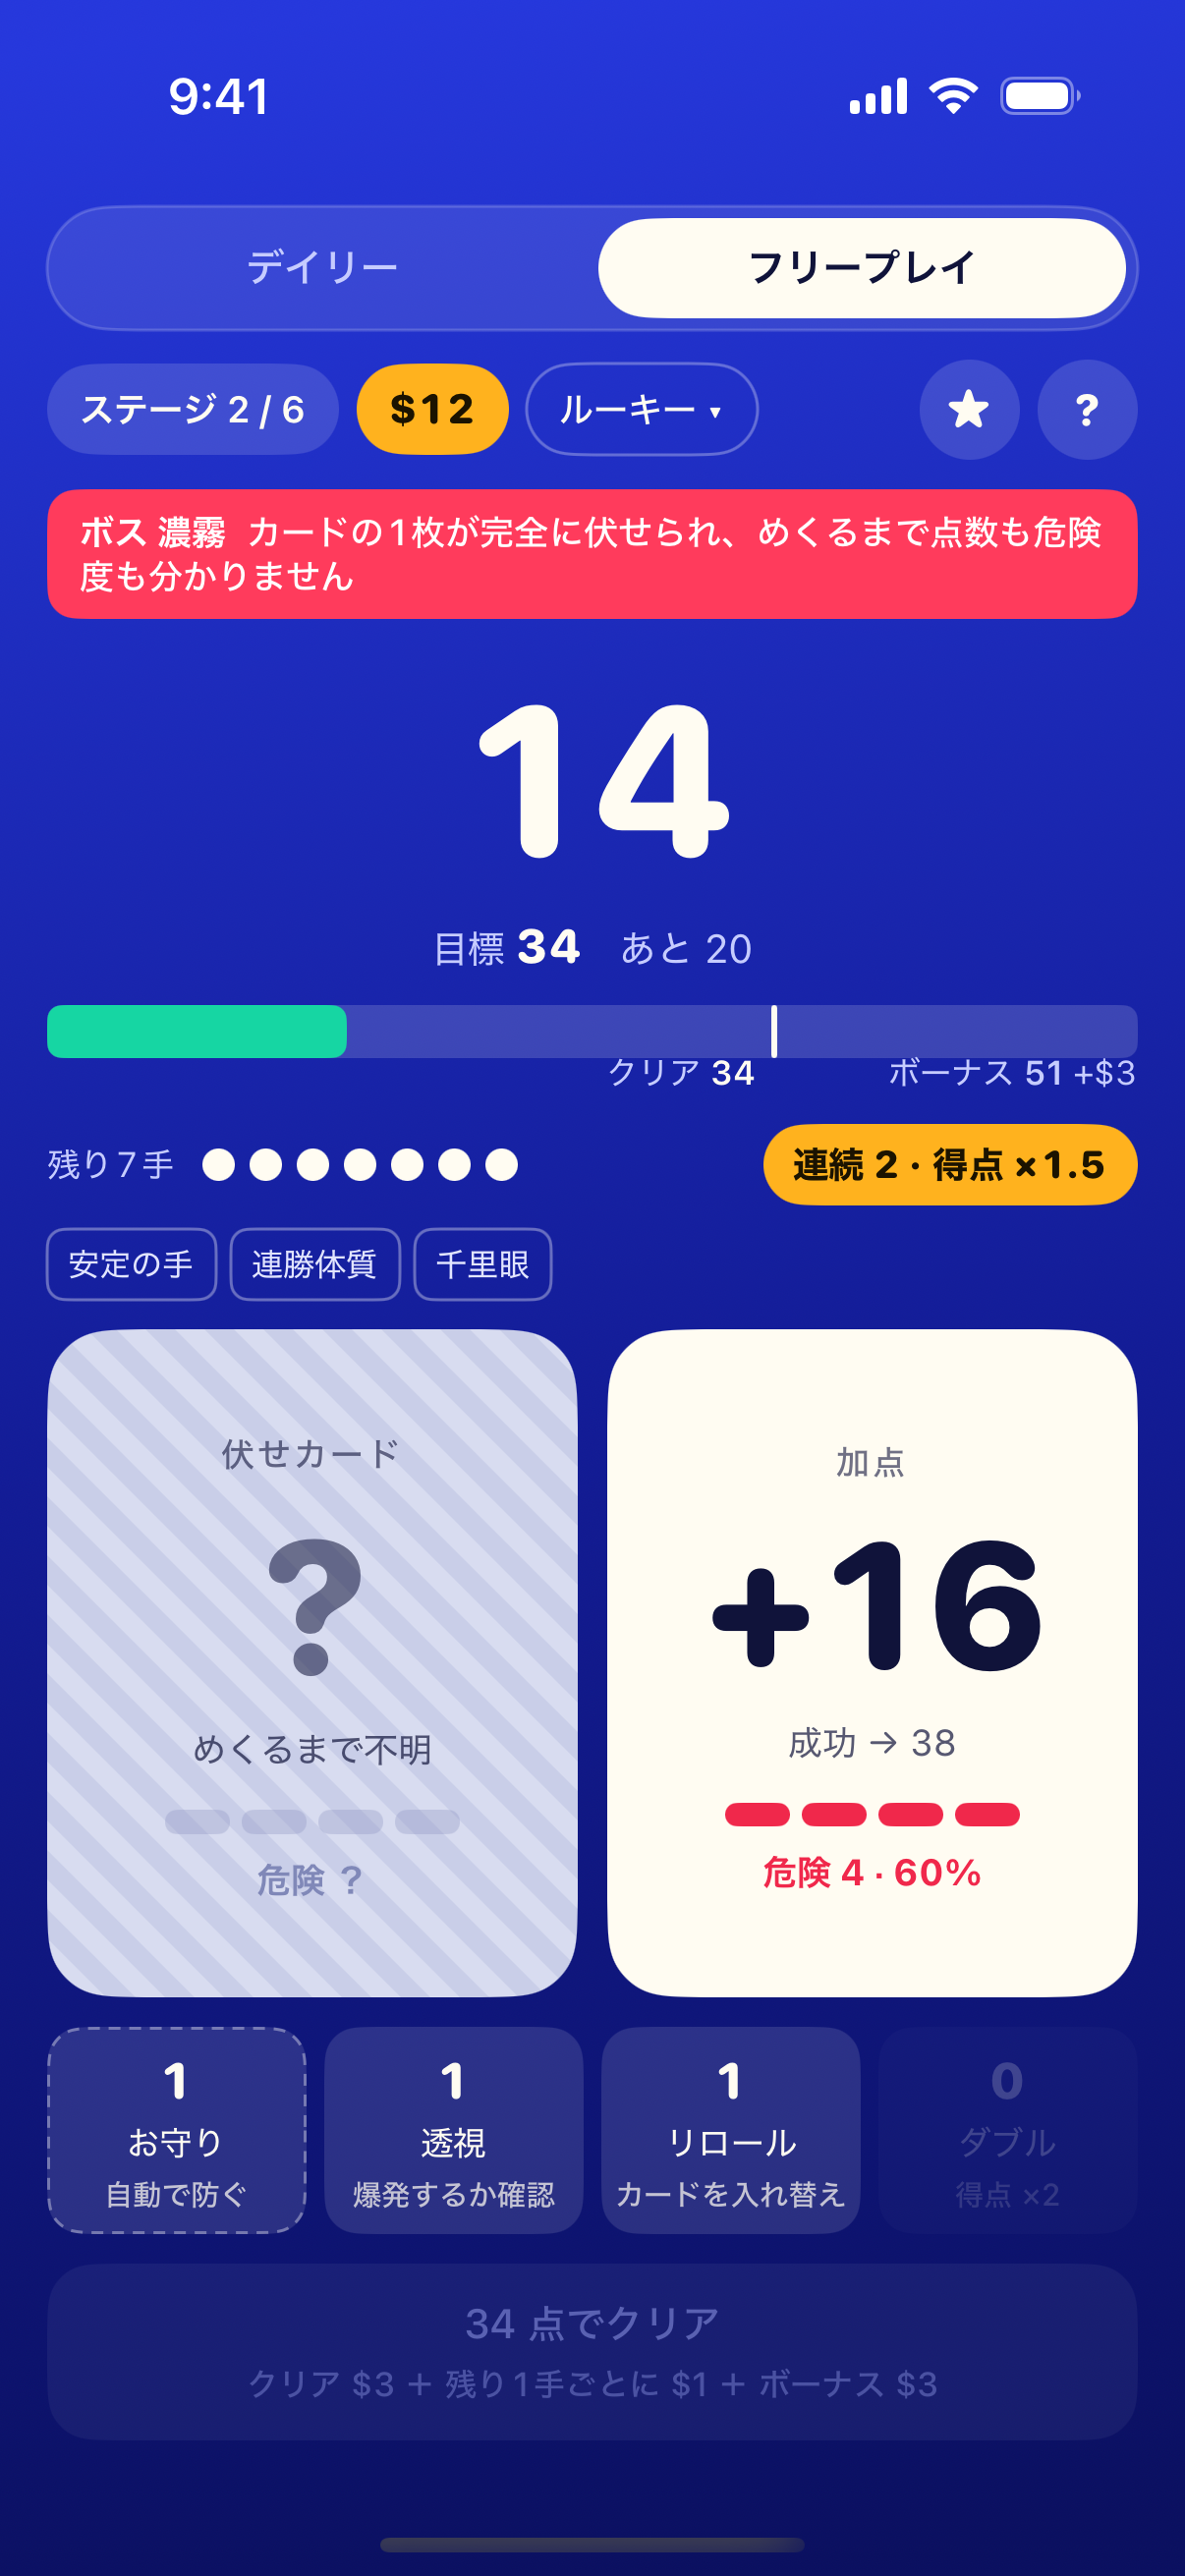 9:41
デイリー
フリープレイ
ステージ 2 / 6
$12
ルーキー ▾
?
ボス 濃霧 カードの1枚が完全に伏せられ、めくるまで点数も危険
度も分かりません
14
目標 34 あと 20
クリア 34
ボーナス 51 +$3
残り7手
連続 2 · 得点 ×1.5
安定の手
連勝体質
千里眼
伏せカード
?
めくるまで不明
危険 ?
加点
+16
成功 → 38
危険 4 · 60%
1
お守り
自動で防ぐ
1
透視
爆発するか確認
1
リロール
カードを入れ替え
0
ダブル
得点 ×2
34 点でクリア
クリア $3 + 残り1手ごとに $1 + ボーナス $3